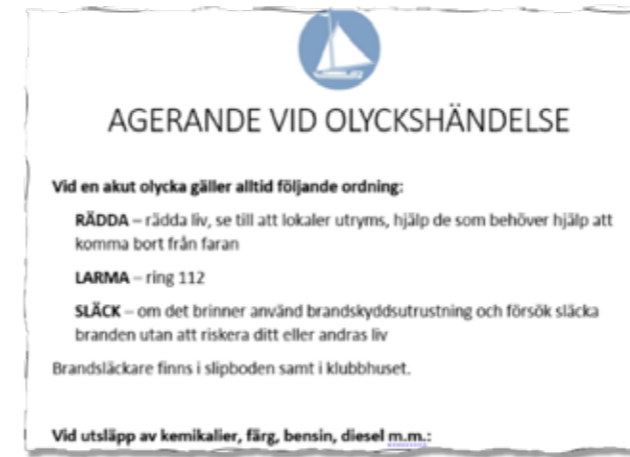 AGERANDE VID OLYCKSHÄNDELSE
Vid en akut olycka gäller alltid följande ordning:
RÄDDA – rädda liv, se till att lokaler utryms, hjälp de som behöver hjälp att
komma bort från faran
LARMA – ring 112
SLÄCK – om det brinner använd brandskyddsutrustning och försök släcka
branden utan att riskera ditt eller andras liv
Brandsläckare finns i slipboden samt i klubbhuset.
Vid utsläpp av kemikalier, färg, bensin, diesel m.m.: